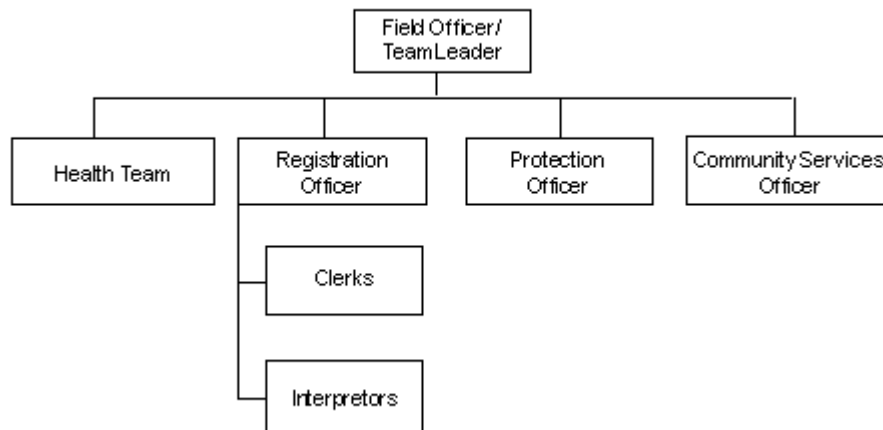 Field Officer/
Team Leader
Health Team
Registration
Officer
Protection
Officer
Community Services
Officer
Clerks
Interpretors